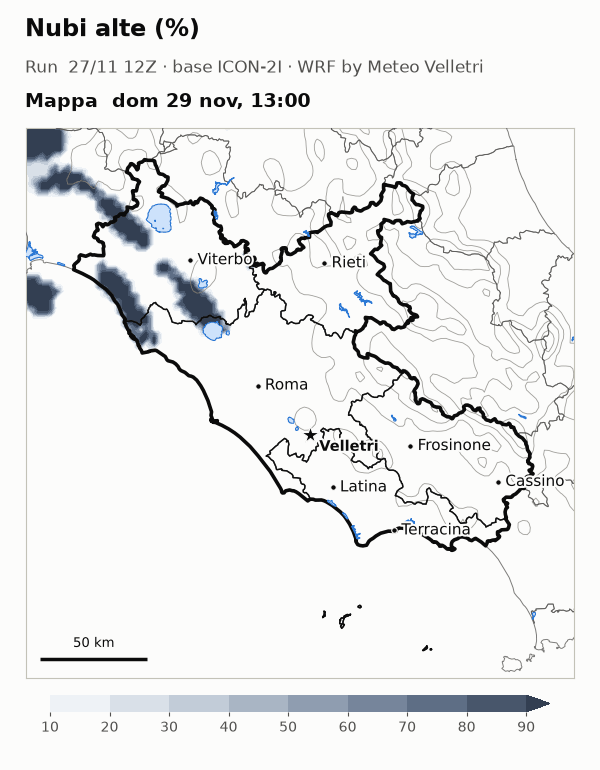 Nubi alte (%)
Run  27/11 12Z · base ICON-2I · WRF by Meteo Velletri
Mappa  dom 29 nov, 13:00
Viterbo
Rieti
Roma
Velletri
Frosinone
Latina
Cassino
Terracina
50 km
10 20 30 40 50 60 70 80 90